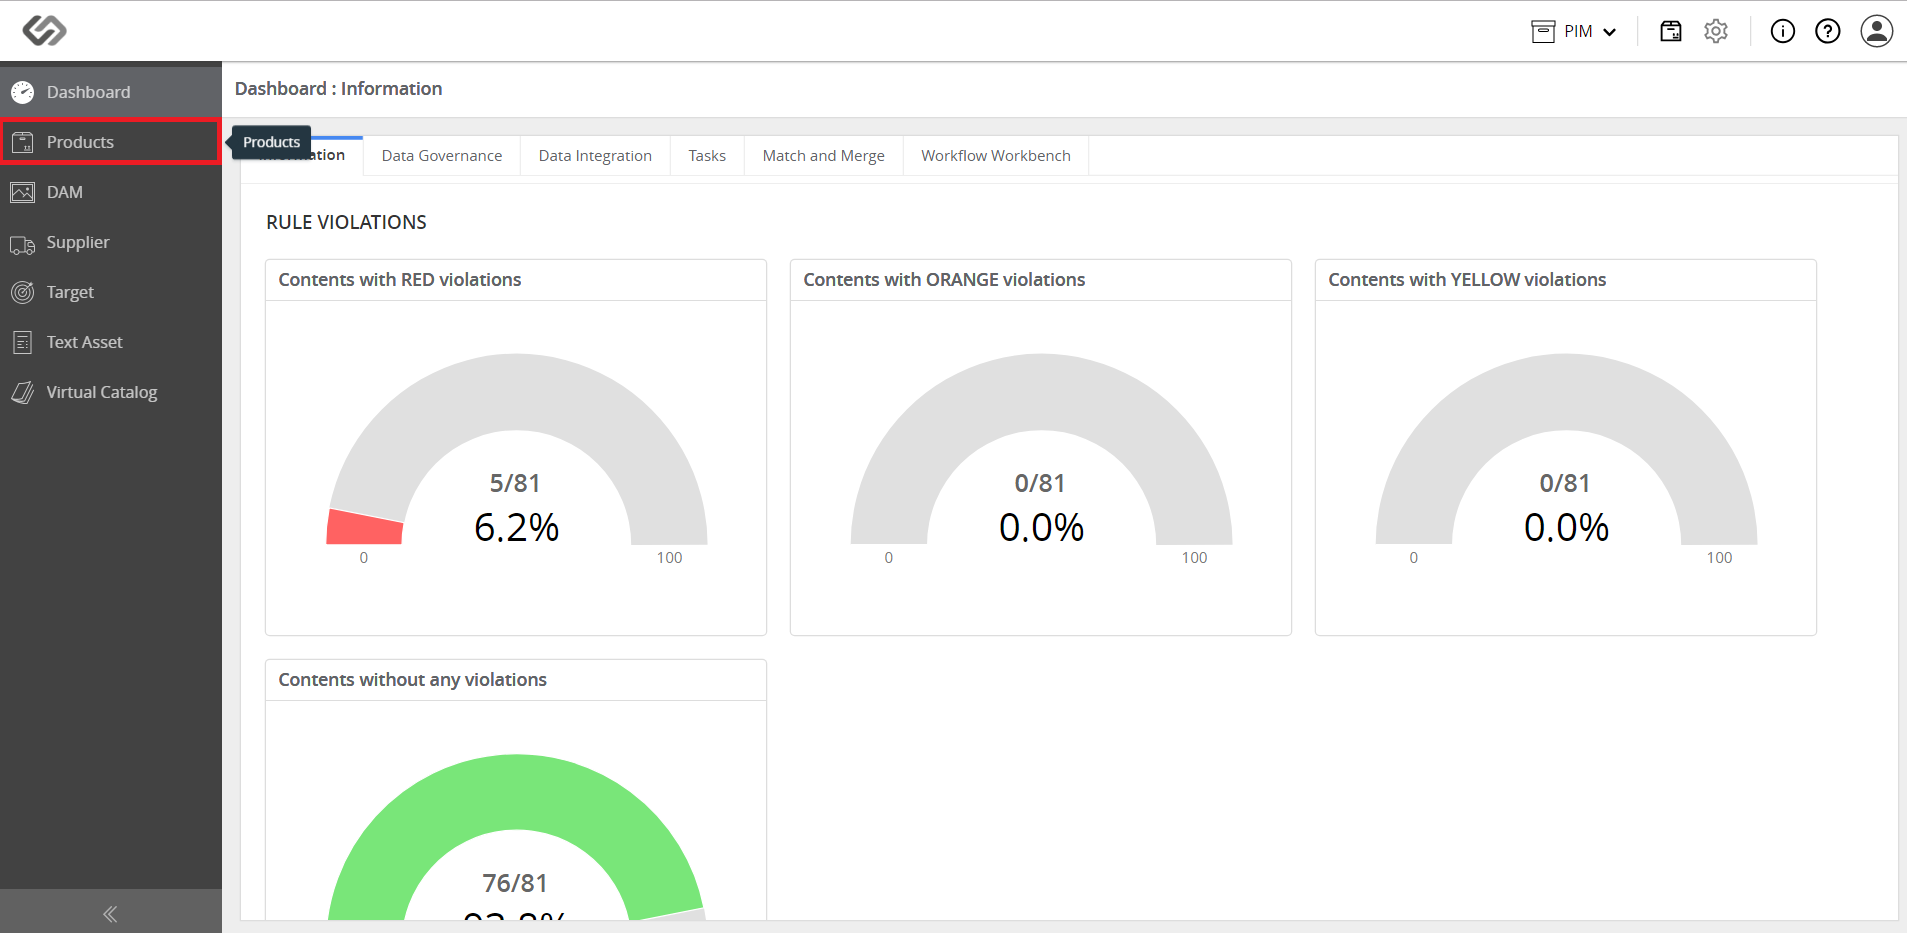 PIM
Dashboard
Products
DAM
Supplier
Target
Text Asset
Virtual Catalog
Dashboard : Information
Products
Data Governance
Data Integration
Tasks
Match and Merge
Workflow Workbench
RULE VIOLATIONS
Contents with RED violations
5/81
6.2%
0 100
Contents with ORANGE violations
0/81
0.0%
0 100
Contents with YELLOW violations
0/81
0.0%
0 100
Contents without any violations
76/81
93.8%